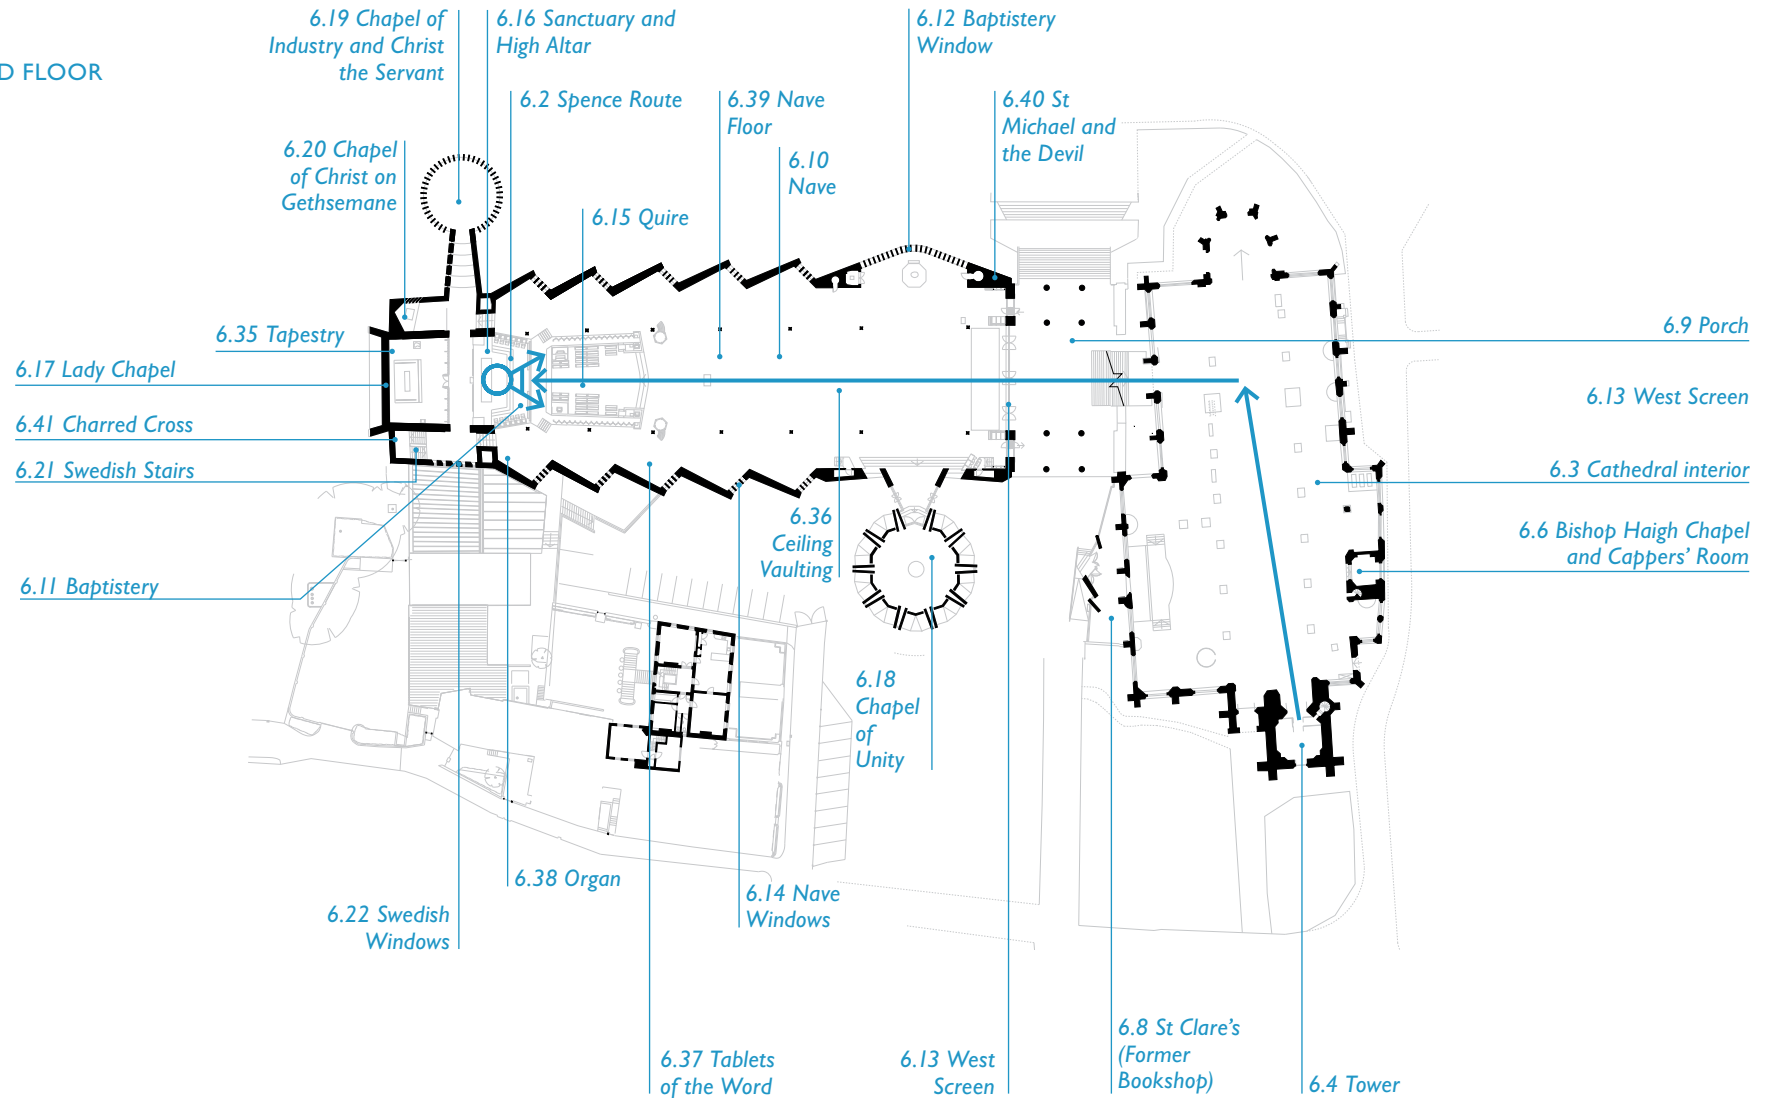 D FLOOR
6.19 Chapel of
Industry and Christ
the Servant
6.16 Sanctuary and
High Altar
6.12 Baptistery
Window
6.2 Spence Route
6.39 Nave
Floor
6.40 St
Michael and
the Devil
6.20 Chapel
of Christ on
Gethsemane
6.10
Nave
6.15 Quire
6.35 Tapestry
6.9 Porch
6.17 Lady Chapel
6.13 West Screen
6.41 Charred Cross
6.21 Swedish Stairs
6.3 Cathedral interior
6.36
Ceiling
Vaulting
6.6 Bishop Haigh Chapel
and Cappers’ Room
6.11 Baptistery
6.18
Chapel
of
Unity
6.38 Organ
6.14 Nave
Windows
6.22 Swedish
Windows
6.37 Tablets
of the Word
6.13 West
Screen
6.8 St Clare’s
(Former
Bookshop)
6.4 Tower